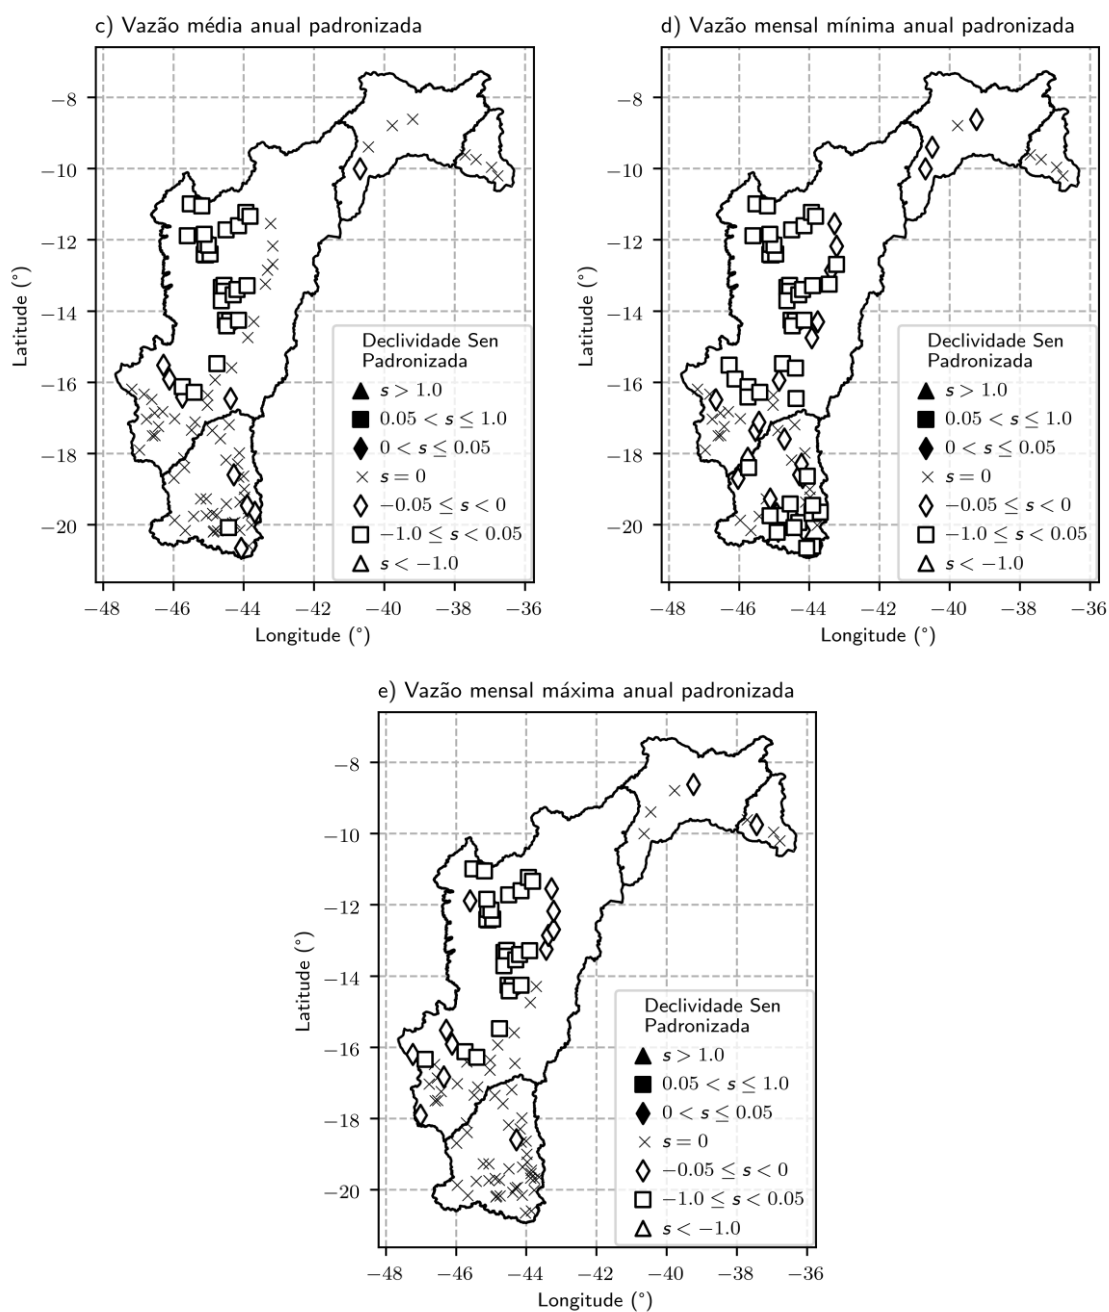 c) Vazão média anual padronizada
−8
−10
−12
−14
−16
−18
−20
Latitude (°)
−48 −46 −44 −42 −40 −38 −36
Longitude (°)
Declividade Sen
Padronizada
s > 1.0
0.05 < s ≤ 1.0
0 < s ≤ 0.05
s = 0
−0.05 ≤ s < 0
−1.0 ≤ s < 0.05
s < −1.0
d) Vazão mensal mínima anual padronizada
−8
−10
−12
−14
−16
−18
−20
Latitude (°)
−48 −46 −44 −42 −40 −38 −36
Longitude (°)
Declividade Sen
Padronizada
s > 1.0
0.05 < s ≤ 1.0
0 < s ≤ 0.05
s = 0
−0.05 ≤ s < 0
−1.0 ≤ s < 0.05
s < −1.0
e) Vazão mensal máxima anual padronizada
−8
−10
−12
−14
−16
−18
−20
Latitude (°)
−48 −46 −44 −42 −40 −38 −36
Longitude (°)
Declividade Sen
Padronizada
s > 1.0
0.05 < s ≤ 1.0
0 < s ≤ 0.05
s = 0
−0.05 ≤ s < 0
−1.0 ≤ s < 0.05
s < −1.0